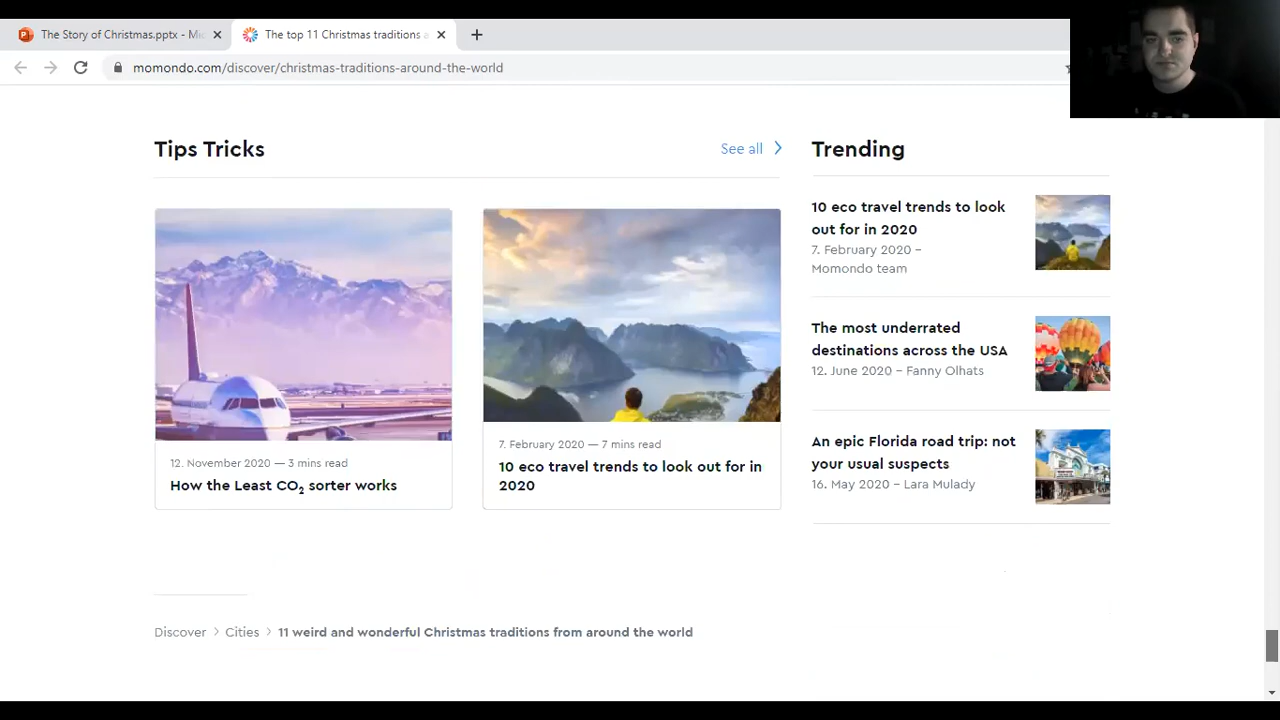 The Story of Christmas.pptx - Mic
The top 11 Christmas traditions a
momondo.com/discover/christmas-traditions-around-the-world
Tips Tricks
See all
12. November 2020 — 3 mins read
How the Least CO₂ sorter works
7. February 2020 — 7 mins read
10 eco travel trends to look out for in
2020
Trending
10 eco travel trends to look
out for in 2020
7. February 2020 –
Momondo team
The most underrated
destinations across the USA
12. June 2020 – Fanny Olhats
An epic Florida road trip: not
your usual suspects
16. May 2020 – Lara Mulady
Discover > Cities > 11 weird and wonderful Christmas traditions from around the world